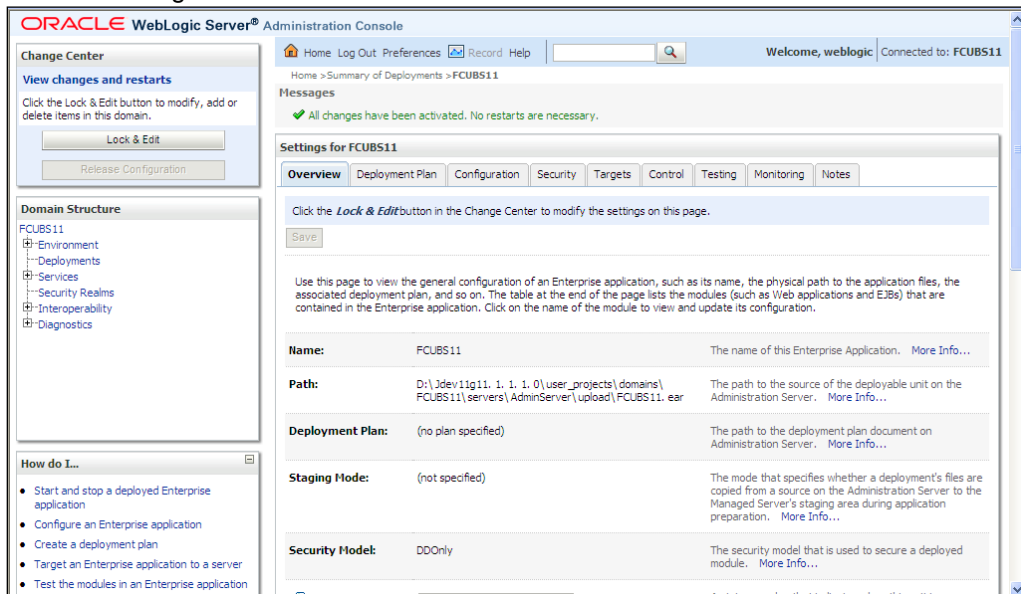 ORACLE WebLogic Server® Administration Console
Change Center
View changes and restarts
Click the Lock & Edit button to modify, add or
delete items in this domain.
Lock & Edit
Release Configuration
Domain Structure
FCUBS11
Environment
Deployments
Services
Security Realms
Interoperability
Diagnostics
How do I...
Start and stop a deployed Enterprise
application
Configure an Enterprise application
Create a deployment plan
Target an Enterprise application to a server
Test the modules in an Enterprise application
Home Log Out Preferences Record Help
Welcome, weblogic Connected to: FCUBS11
Home >Summary of Deployments >FCUBS11
Messages
All changes have been activated. No restarts are necessary.
Settings for FCUBS11
Overview Deployment Plan Configuration Security Targets Control Testing Monitoring Notes
Click the Lock & Edit button in the Change Center to modify the settings on this page.
Save
Use this page to view the general configuration of an Enterprise application, such as its name, the physical path to the application files, the
associated deployment plan, and so on. The table at the end of the page lists the modules (such as Web applications and EJBs) that are
contained in the Enterprise application. Click on the name of the module to view and update its configuration.
Name: FCUBS11 The name of this Enterprise Application. More Info...
Path: D:\Jdev11g11. 1. 1. 1. 0\user_projects\domains\ The path to the source of the deployable unit on the
FCUBS11\servers\AdminServer\upload\FCUBS11. ear Administration Server. More Info...
Deployment Plan: (no plan specified) The path to the deployment plan document on
Administration Server. More Info...
Staging Mode: (not specified) The mode that specifies whether a deployment's files are
copied from a source on the Administration Server to the
Managed Server's staging area during application
preparation. More Info...
Security Model: DDOnly The security model that is used to secure a deployed
module. More Info...